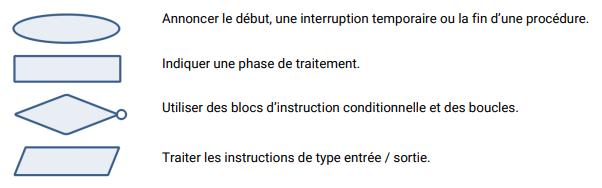 Annoncer le début, une interruption temporaire ou la fin d’une procédure.
Indiquer une phase de traitement.
Utiliser des blocs d’instruction conditionnelle et des boucles.
Traiter les instructions de type entrée / sortie.